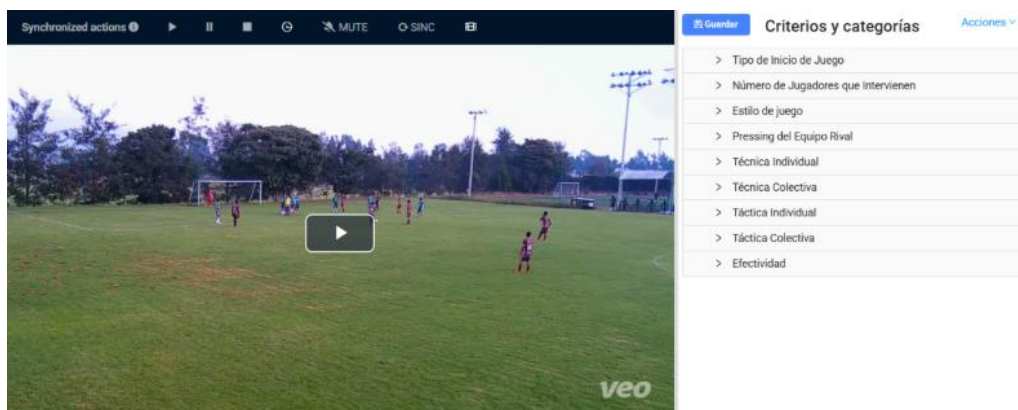 Synchronized actions MUTE SINC
Guardar Criterios y categorías Acciones
Tipo de Inicio de Juego
Número de Jugadores que Intervienen
Estilo de juego
Pressing del Equipo Rival
Técnica Individual
Técnica Colectiva
Táctica Individual
Táctica Colectiva
Efectividad
veo